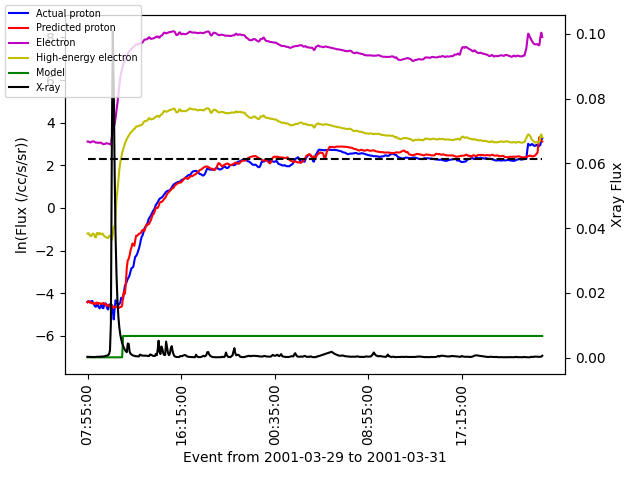 Actual proton
Predicted proton
Electron
High-energy electron
Model
X-ray
ln(Flux (/cc/s/sr))
4
2
0
−2
−4
−6
0.10
0.08
0.06
0.04
0.02
0.00
Xray Flux
07:55:00
16:15:00
00:35:00
08:55:00
17:15:00
Event from 2001-03-29 to 2001-03-31